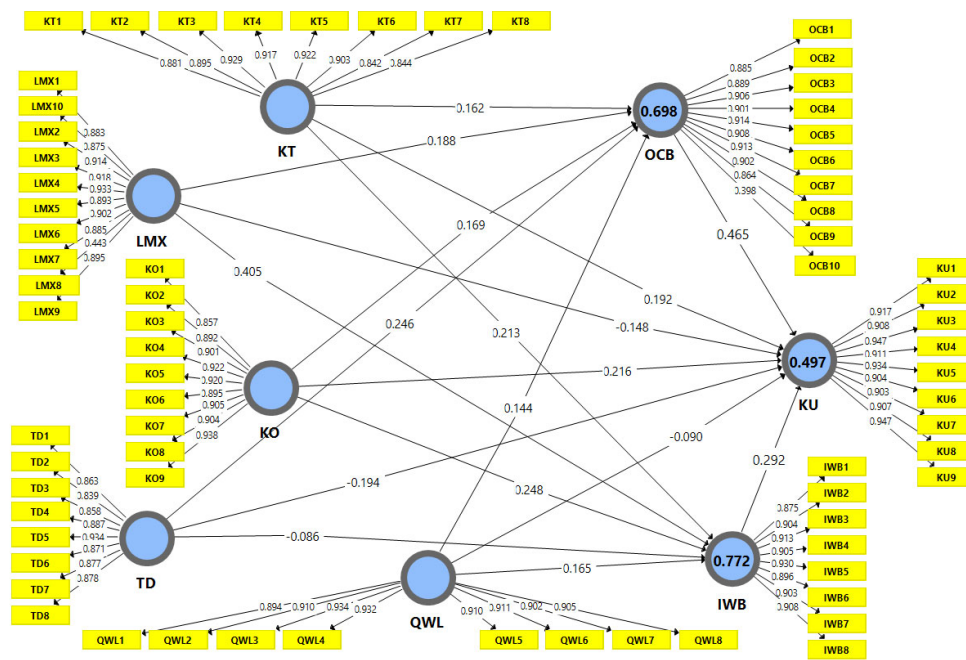 KT1 KT2 KT3 KT4 KT5 KT6 KT7 KT8
0.881 0.895 0.929 0.917 0.922 0.903 0.842 0.844
KT
LMX1
LMX10
LMX2
LMX3
LMX4
LMX5
LMX6
LMX7
LMX8
LMX9
0.883
0.875
0.914
0.918
0.933
0.893
0.902
0.885
0.443
0.895
LMX
KO1
KO2
KO3
KO4
KO5
KO6
KO7
KO8
KO9
0.857
0.892
0.901
0.922
0.920
0.895
0.905
0.904
0.938
KO
TD1
TD2
TD3
TD4
TD5
TD6
TD7
TD8
0.863
0.839
0.858
0.887
0.934
0.871
0.877
0.878
TD
0.894 0.910 0.934 0.932 0.910 0.911 0.902 0.905
QWL
QWL1 QWL2 QWL3 QWL4 QWL5 QWL6 QWL7 QWL8
0.162
0.188
0.169
0.405
0.246
0.192
0.213
-0.148
0.216
0.144
-0.090
-0.194
0.248
-0.086
0.165
0.465
0.292
0.698
OCB
0.885
0.889
0.906
0.901
0.914
0.908
0.913
0.902
0.864
0.398
OCB1
OCB2
OCB3
OCB4
OCB5
OCB6
OCB7
OCB8
OCB9
OCB10
0.497
KU
0.917
0.908
0.947
0.911
0.934
0.904
0.903
0.907
0.947
KU1
KU2
KU3
KU4
KU5
KU6
KU7
KU8
KU9
0.772
IWB
0.875
0.904
0.913
0.905
0.930
0.896
0.903
0.908
IWB1
IWB2
IWB3
IWB4
IWB5
IWB6
IWB7
IWB8